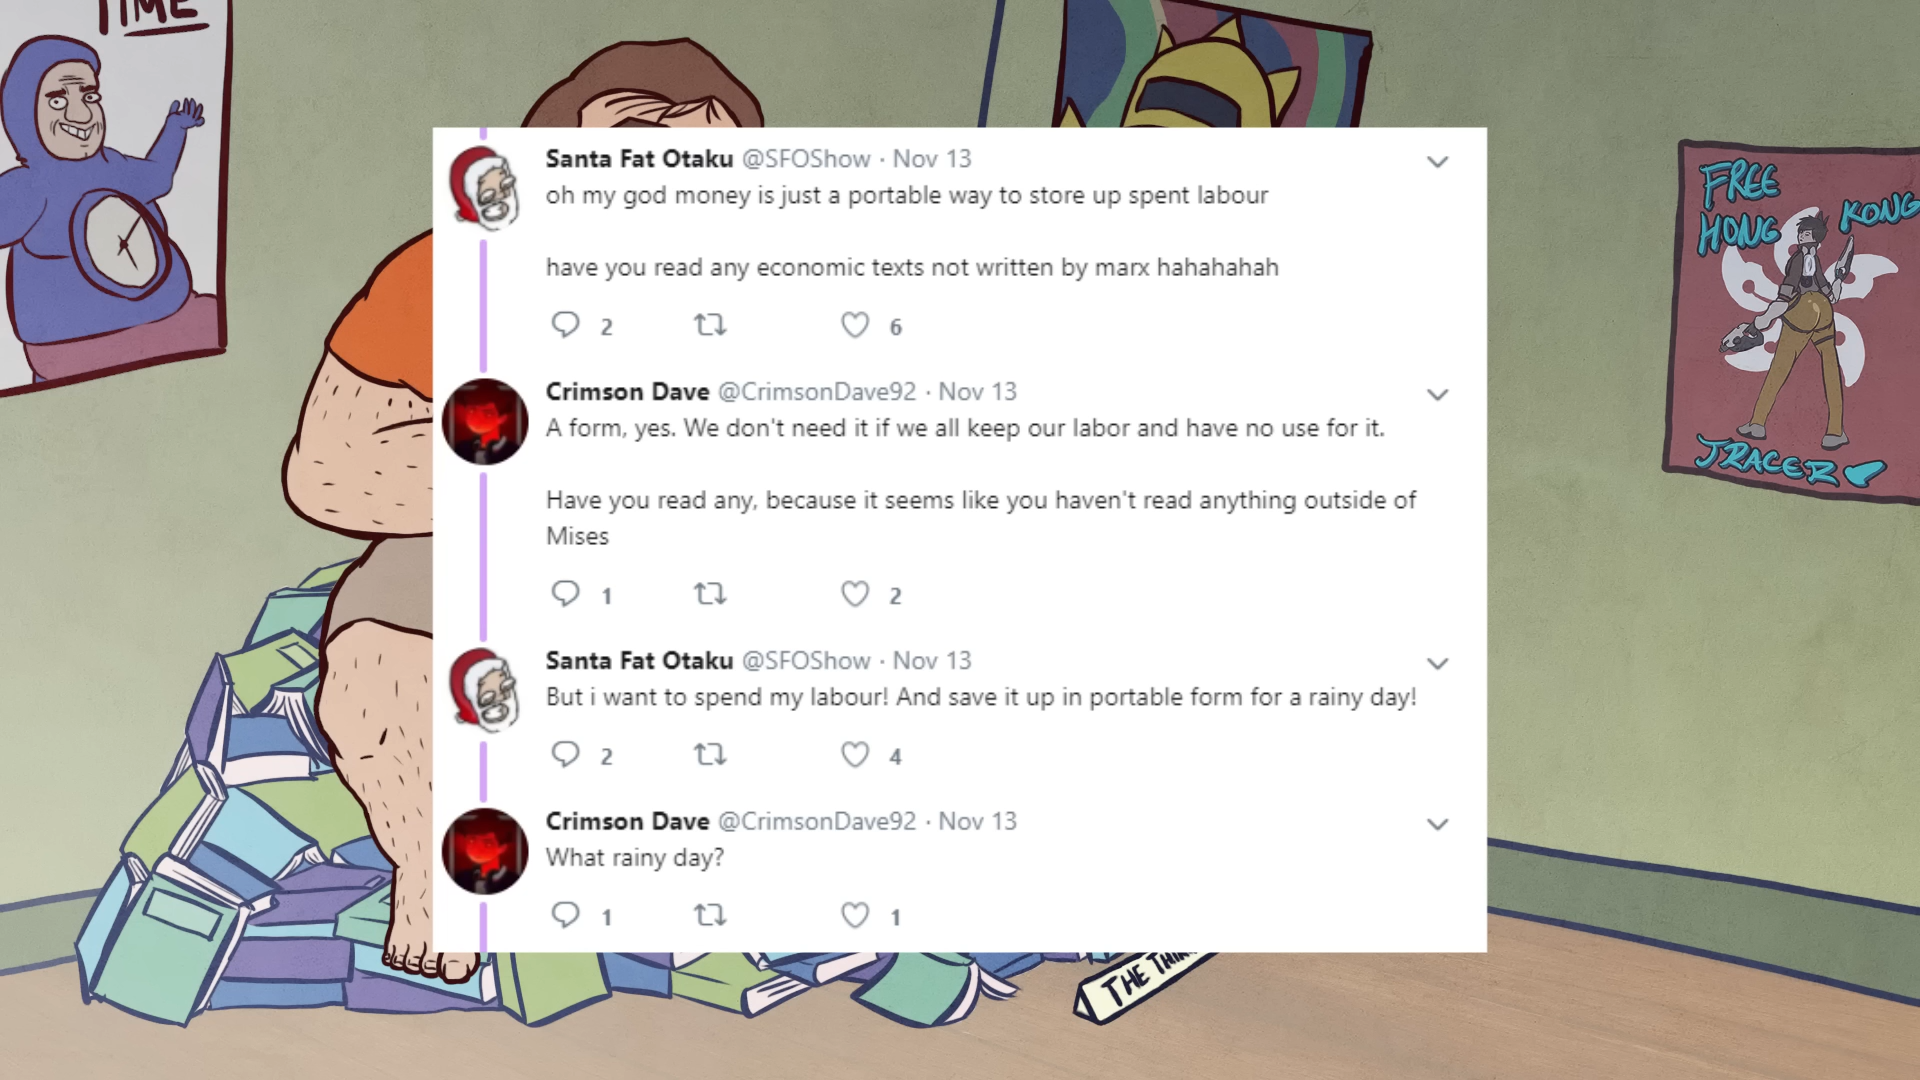 TIME
FREE
HONG KONG
TRACER
Santa Fat Otaku @SFOShow · Nov 13
oh my god money is just a portable way to store up spent labour
have you read any economic texts not written by marx hahahahah
2 6
Crimson Dave @CrimsonDave92 · Nov 13
A form, yes. We don't need it if we all keep our labor and have no use for it.
Have you read any, because it seems like you haven't read anything outside of
Mises
1 2
Santa Fat Otaku @SFOShow · Nov 13
But i want to spend my labour! And save it up in portable form for a rainy day!
2 4
Crimson Dave @CrimsonDave92 · Nov 13
What rainy day?
1 1
THE